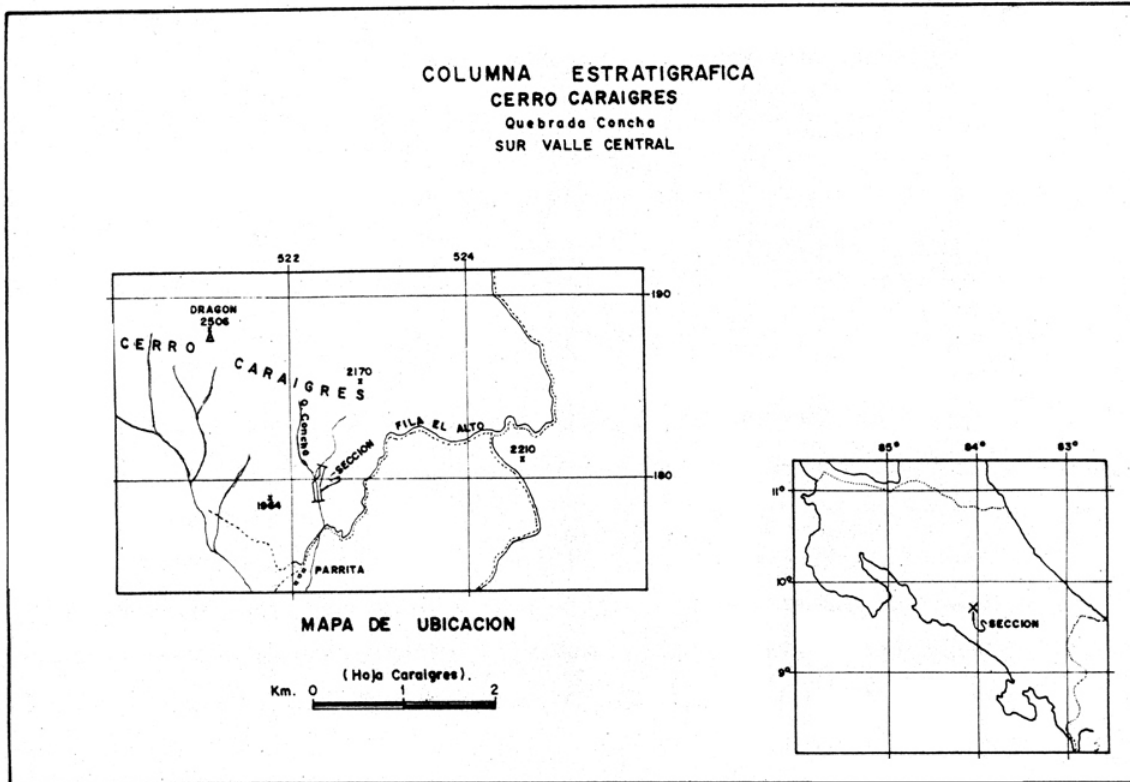 COLUMNA ESTRATIGRAFICA
CERRO CARAIGRES
Quebrada Concha
SUR VALLE CENTRAL
522 524
190
DRAGON
2506
CERRO
CARAIGRES
2170
Q. Concha
FILA EL ALTO
SECCION
2210
180
1964
PARRITA
MAPA DE UBICACION
(Hoja Caraigres).
Km. 0 1 2
85° 84° 83°
11°
10°
SECCION
9°